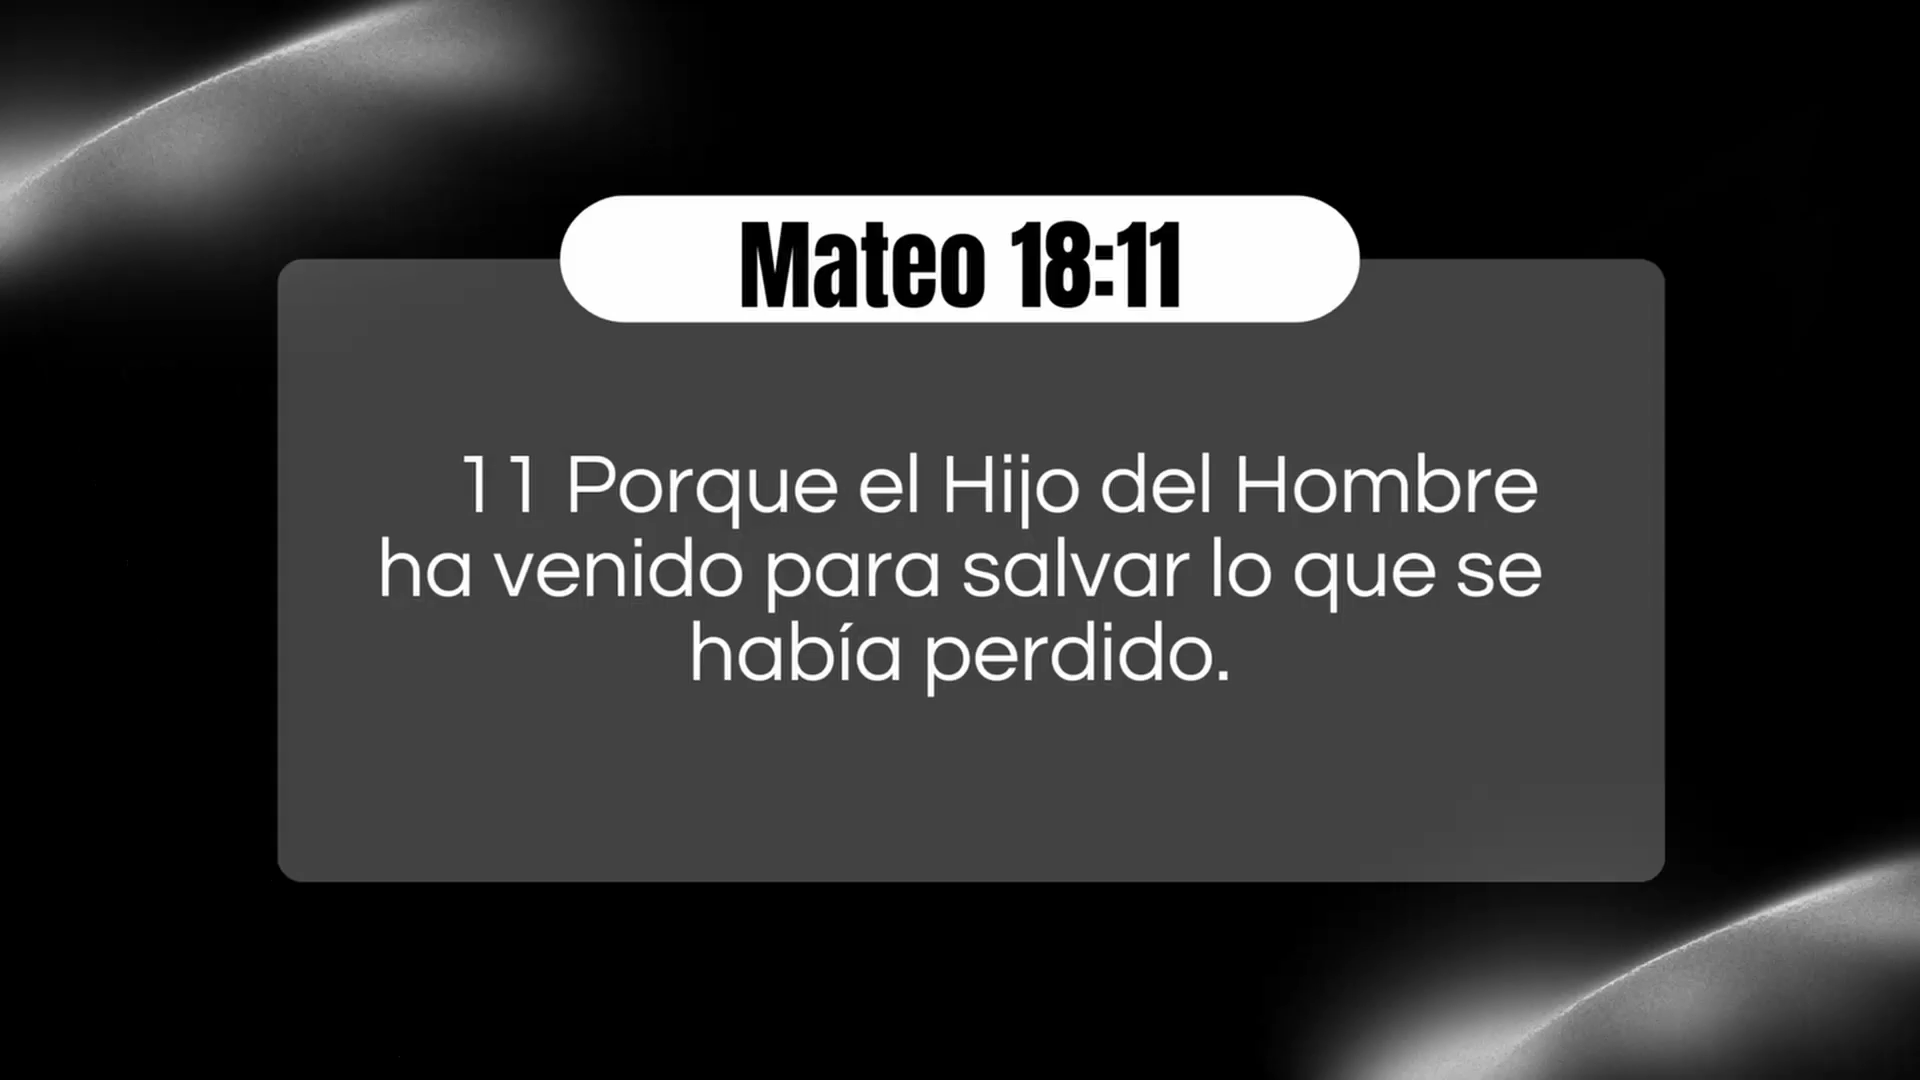 Mateo 18:11
11 Porque el Hijo del Hombre
ha venido para salvar lo que se
había perdido.